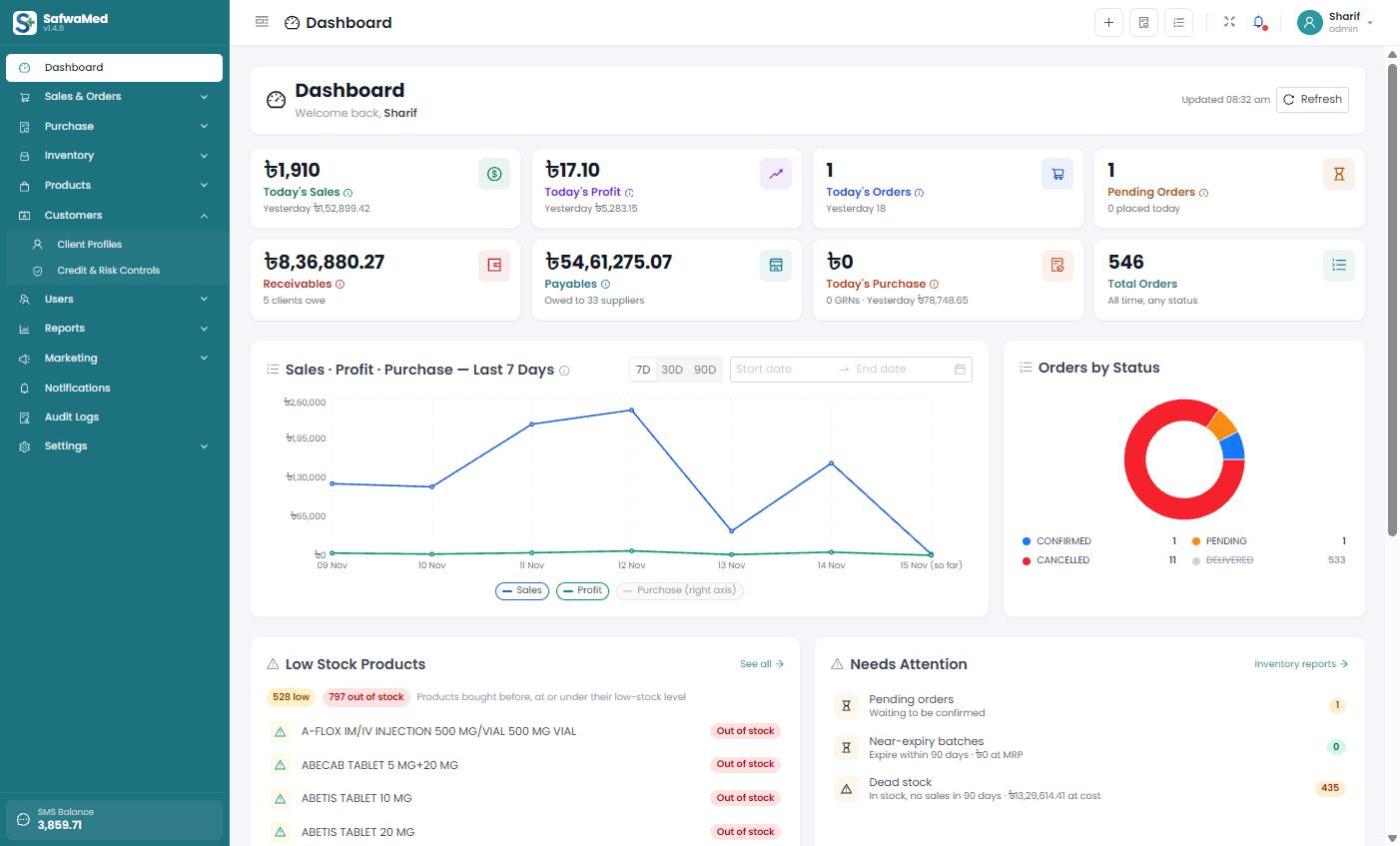 SafwaMed
v1.4.6
Dashboard
Sharif
admin
Dashboard
Sales & Orders
Purchase
Inventory
Products
Customers
Client Profiles
Credit & Risk Controls
Users
Reports
Marketing
Notifications
Audit Logs
Settings
SMS Balance
3,859.71
Dashboard
Welcome back, Sharif
Updated 08:32 am
Refresh
৳1,910
Today's Sales
Yesterday ৳1,52,899.42
৳17.10
Today's Profit
Yesterday ৳5,283.15
1
Today's Orders
Yesterday 18
1
Pending Orders
0 placed today
৳8,36,880.27
Receivables
5 clients owe
৳54,61,275.07
Payables
Owed to 33 suppliers
৳0
Today's Purchase
0 GRNs · Yesterday ৳78,748.65
546
Total Orders
All time, any status
Sales · Profit · Purchase — Last 7 Days
7D 30D 90D
Start date → End date
৳2,60,000
৳1,95,000
৳1,30,000
৳65,000
৳0
09 Nov 10 Nov 11 Nov 12 Nov 13 Nov 14 Nov 15 Nov (so far)
Sales Profit Purchase (right axis)
Orders by Status
CONFIRMED 1 PENDING 1
CANCELLED 11 DELIVERED 533
Low Stock Products
See all →
528 low 797 out of stock Products bought before, at or under their low-stock level
A-FLOX IM/IV INJECTION 500 MG/VIAL 500 MG VIAL Out of stock
ABECAB TABLET 5 MG+20 MG Out of stock
ABETIS TABLET 10 MG Out of stock
ABETIS TABLET 20 MG Out of stock
Needs Attention
Inventory reports →
Pending orders
Waiting to be confirmed
1
Near-expiry batches
Expire within 90 days · ৳0 at MRP
0
Dead stock
In stock, no sales in 90 days · ৳13,29,614.41 at cost
435